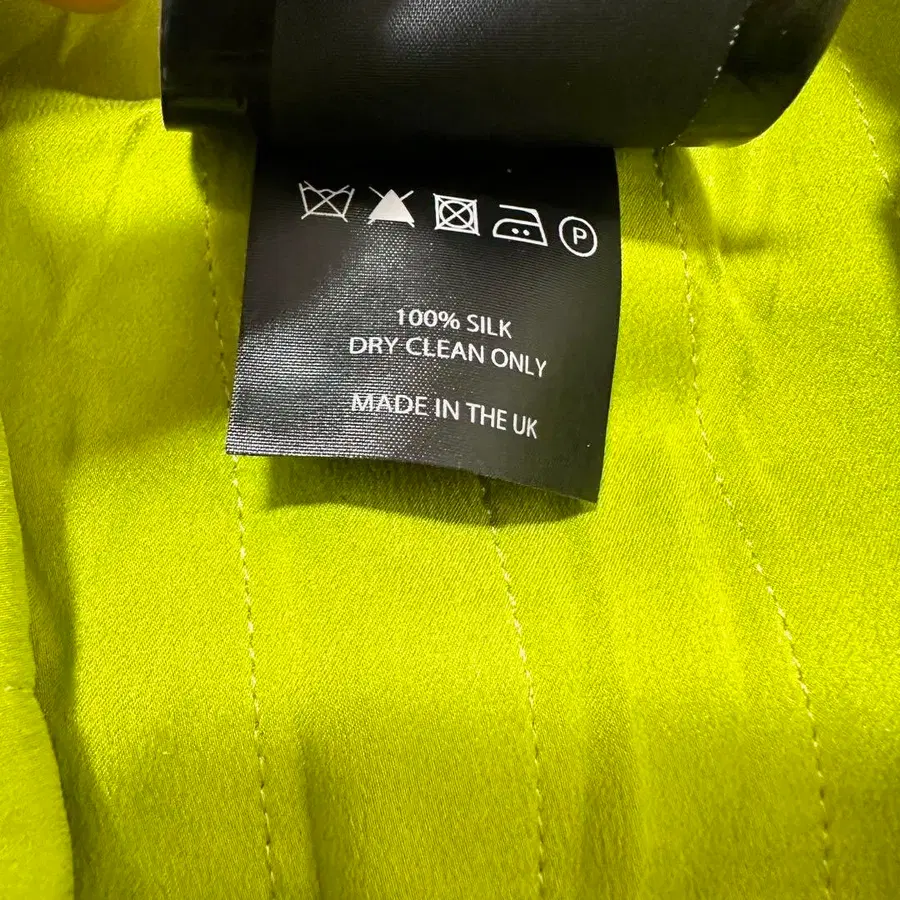 P
100% SILK
DRY CLEAN ONLY
MADE IN THE UK